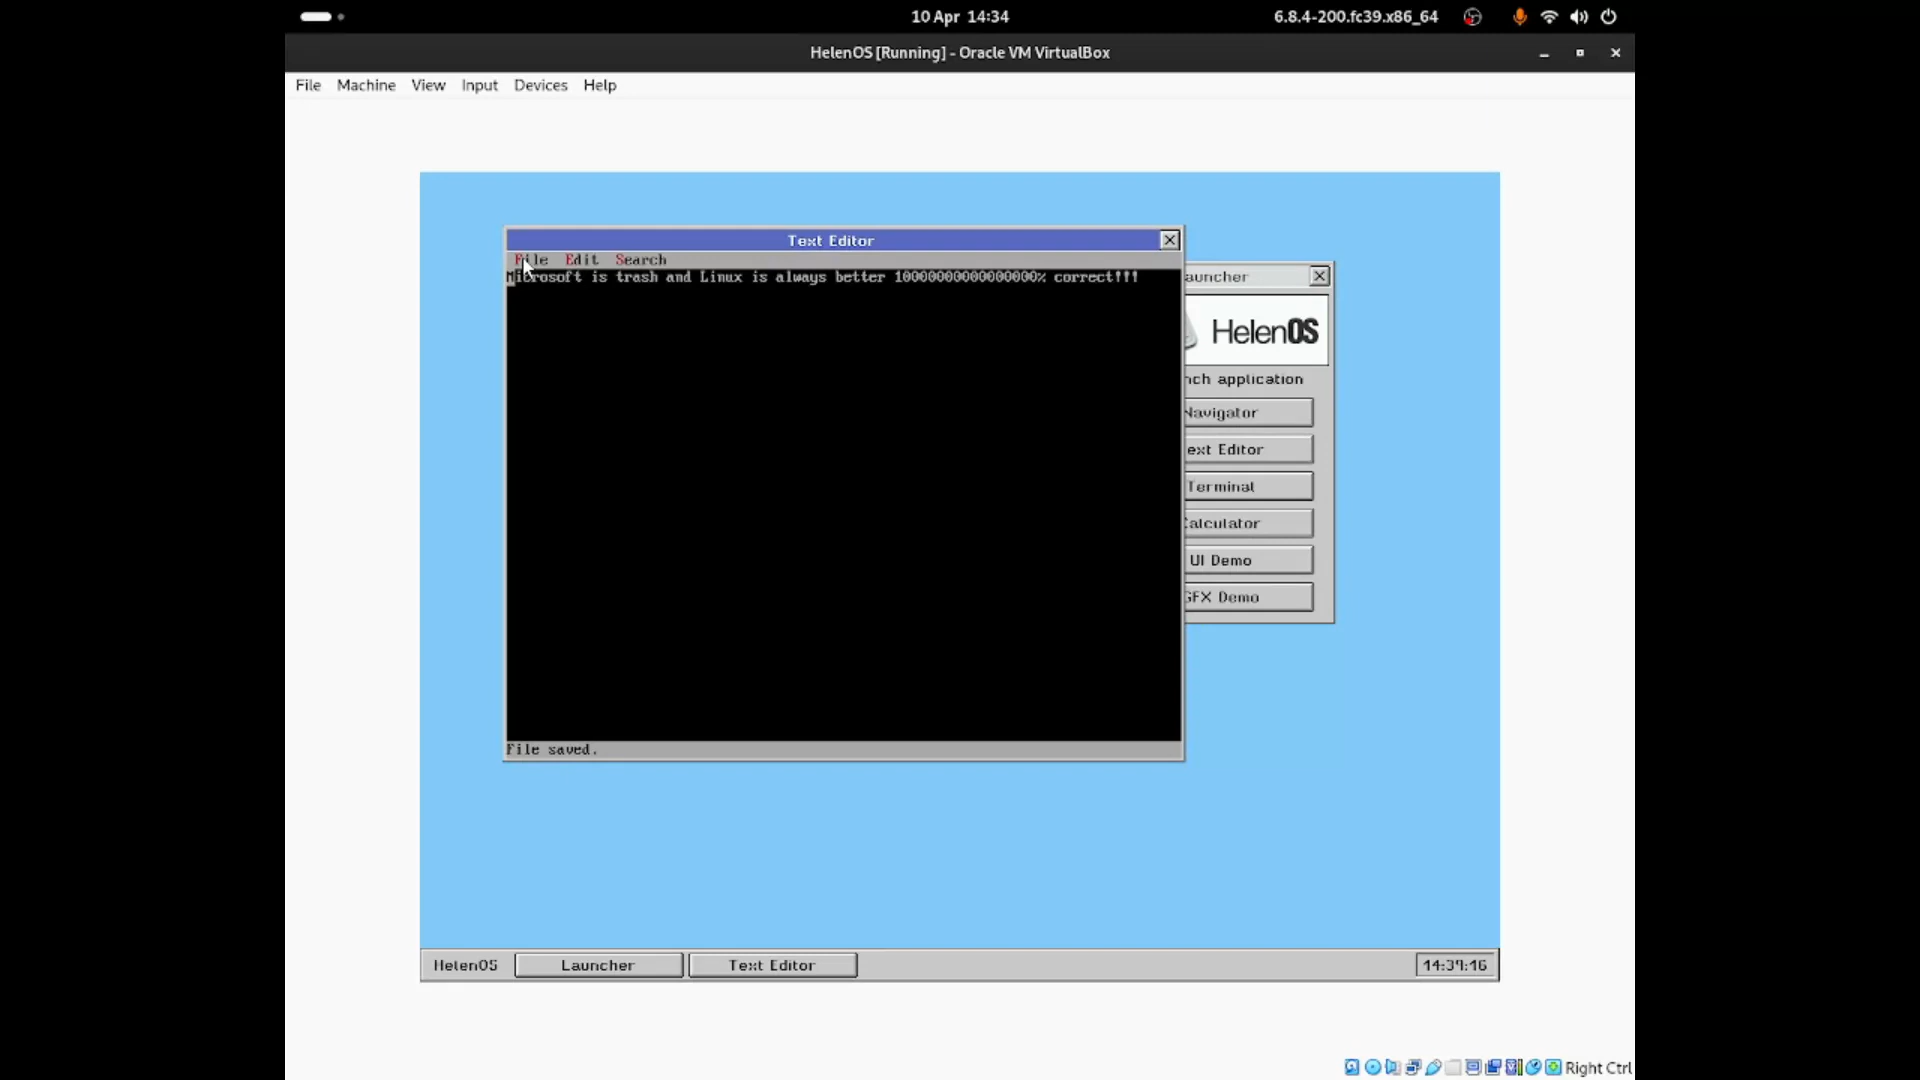 10 Apr 14:34
6.8.4-200.fc39.x86_64
HelenOS [Running] - Oracle VM VirtualBox
File Machine View Input Devices Help
Text Editor
File Edit Search
Microsoft is trash and Linux is always better 10000000000000000% correct!!!
auncher
HelenOS
nch application
Navigator
ext Editor
Terminal
Calculator
UI Demo
GFX Demo
File saved.
HelenOS
Launcher
Text Editor
Right Ctrl